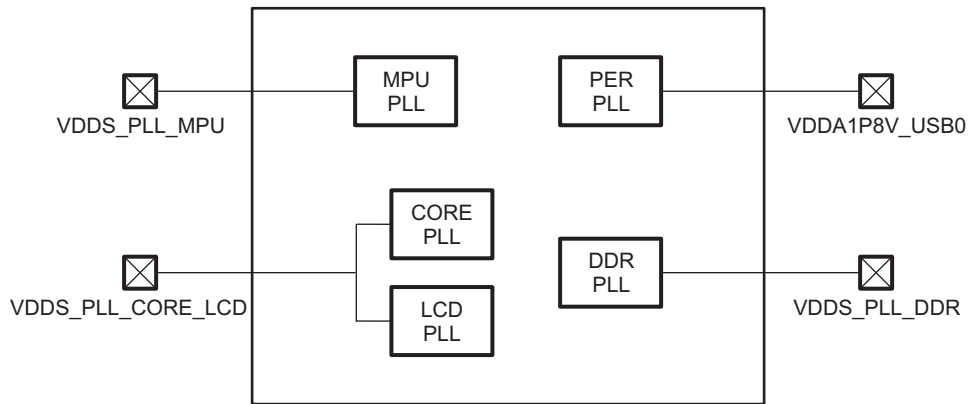 MPU
PLL
PER
PLL
VDDS_PLL_MPU
VDDA1P8V_USB0
CORE
PLL
DDR
PLL
VDDS_PLL_CORE_LCD
LCD
PLL
VDDS_PLL_DDR